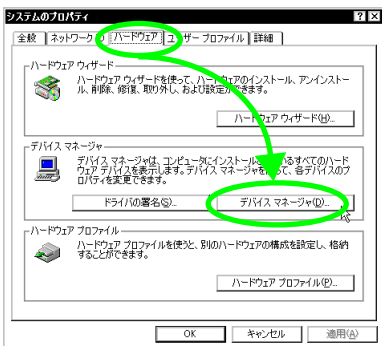 システムのプロパティ
全般 ネットワーク ハードウェア ユーザー プロファイル 詳細
ハードウェア ウィザード
ハードウェア ウィザードを使って、ハードウェアのインストール、アンインストー
ル、削除、修復、取り外し、および設定ができます。
ハードウェア ウィザード(H)...
デバイス マネージャ
デバイス マネージャは、コンピュータにインストールされているすべてのハード
ウェア デバイスを表示します。デバイス マネージャを使って、各デバイスのプ
ロパティを変更できます。
ドライバの署名(S)...
デバイス マネージャ(D)...
ハードウェア プロファイル
ハードウェア プロファイルを使うと、別のハードウェアの構成を設定し、格納
することができます。
ハードウェア プロファイル(P)...
OK キャンセル 適用(A)